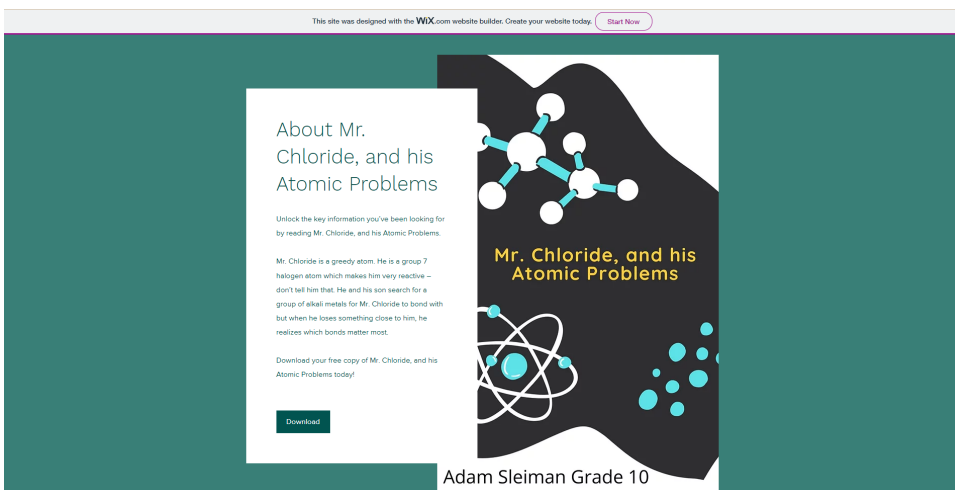 This site was designed with the WiX.com website builder. Create your website today. Start Now
About Mr.
Chloride, and his
Atomic Problems
Unlock the key information you've been looking for
by reading Mr. Chloride, and his Atomic Problems.
Mr. Chloride is a greedy atom. He is a group 7
halogen atom which makes him very reactive –
don't tell him that. He and his son search for a
group of alkali metals for Mr. Chloride to bond with
but when he loses something close to him, he
realizes which bonds matter most.
Download your free copy of Mr. Chloride, and his
Atomic Problems today!
Download
Mr. Chloride, and his
Atomic Problems
Adam Sleiman Grade 10